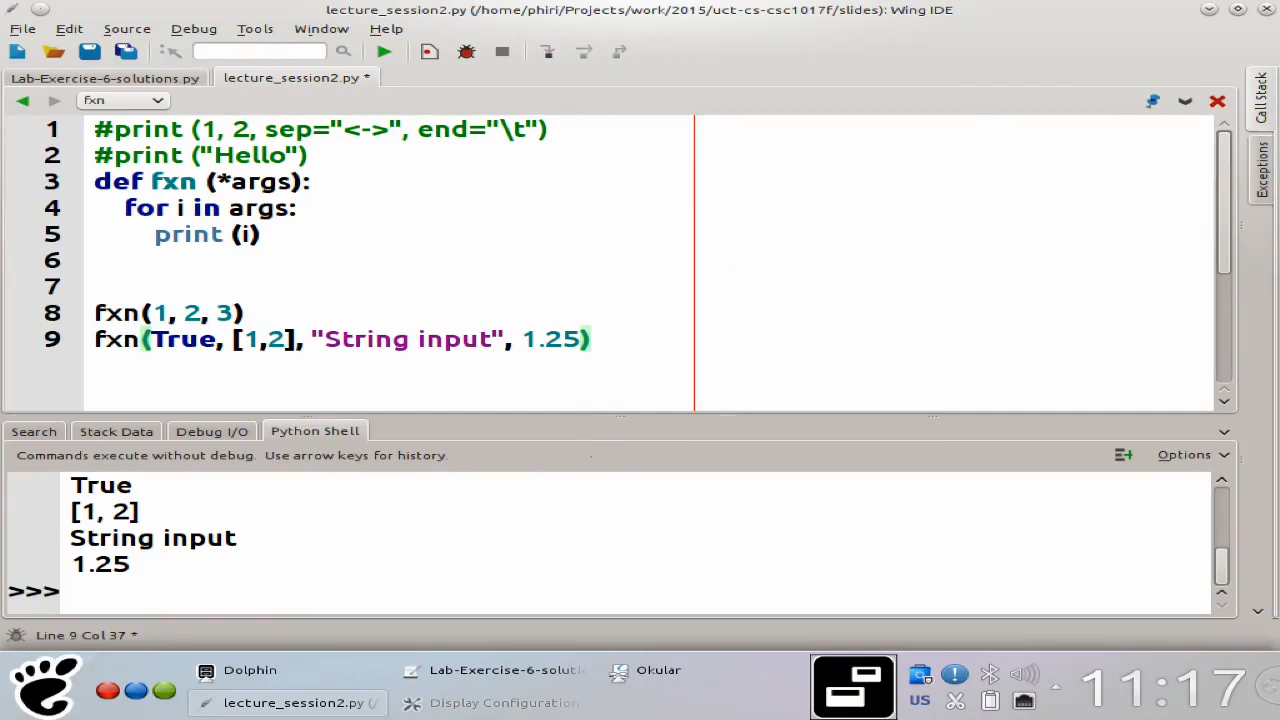 lecture_session2.py (/home/phiri/Projects/work/2015/uct-cs-csc1017f/slides): Wing IDE
File Edit Source Debug Tools Window Help
Lab-Exercise-6-solutions.py lecture_session2.py *
fxn
1 #print (1, 2, sep="<->", end="\t")
2 #print ("Hello")
3 def fxn (*args):
4 for i in args:
5 print (i)
6
7
8 fxn(1, 2, 3)
9 fxn(True, [1,2], "String input", 1.25)
Call Stack
Exceptions
Search Stack Data Debug I/O Python Shell
Commands execute without debug. Use arrow keys for history.
Options
True
[1, 2]
String input
1.25
>>>
Line 9 Col 37 *
Dolphin Lab-Exercise-6-soluti Okular
lecture_session2.py (/ Display Configuration
US
11:17